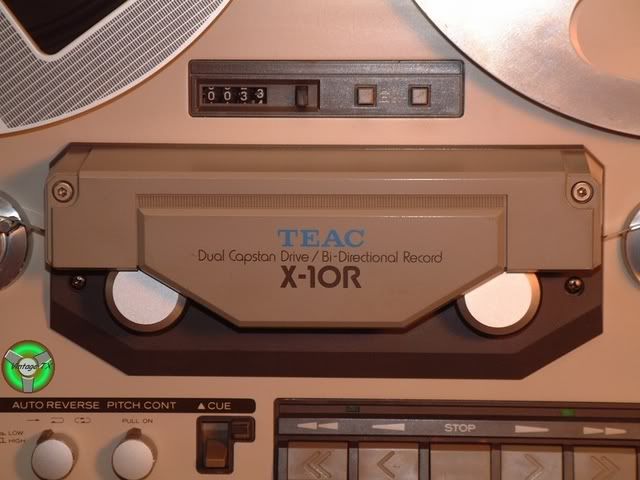 0033
TEAC
Dual Capstan Drive / Bi-Directional Record
X-10R
VintageTX
AUTO REVERSE PITCH CONT ▲ CUE
LOW
HIGH
PULL ON
STOP